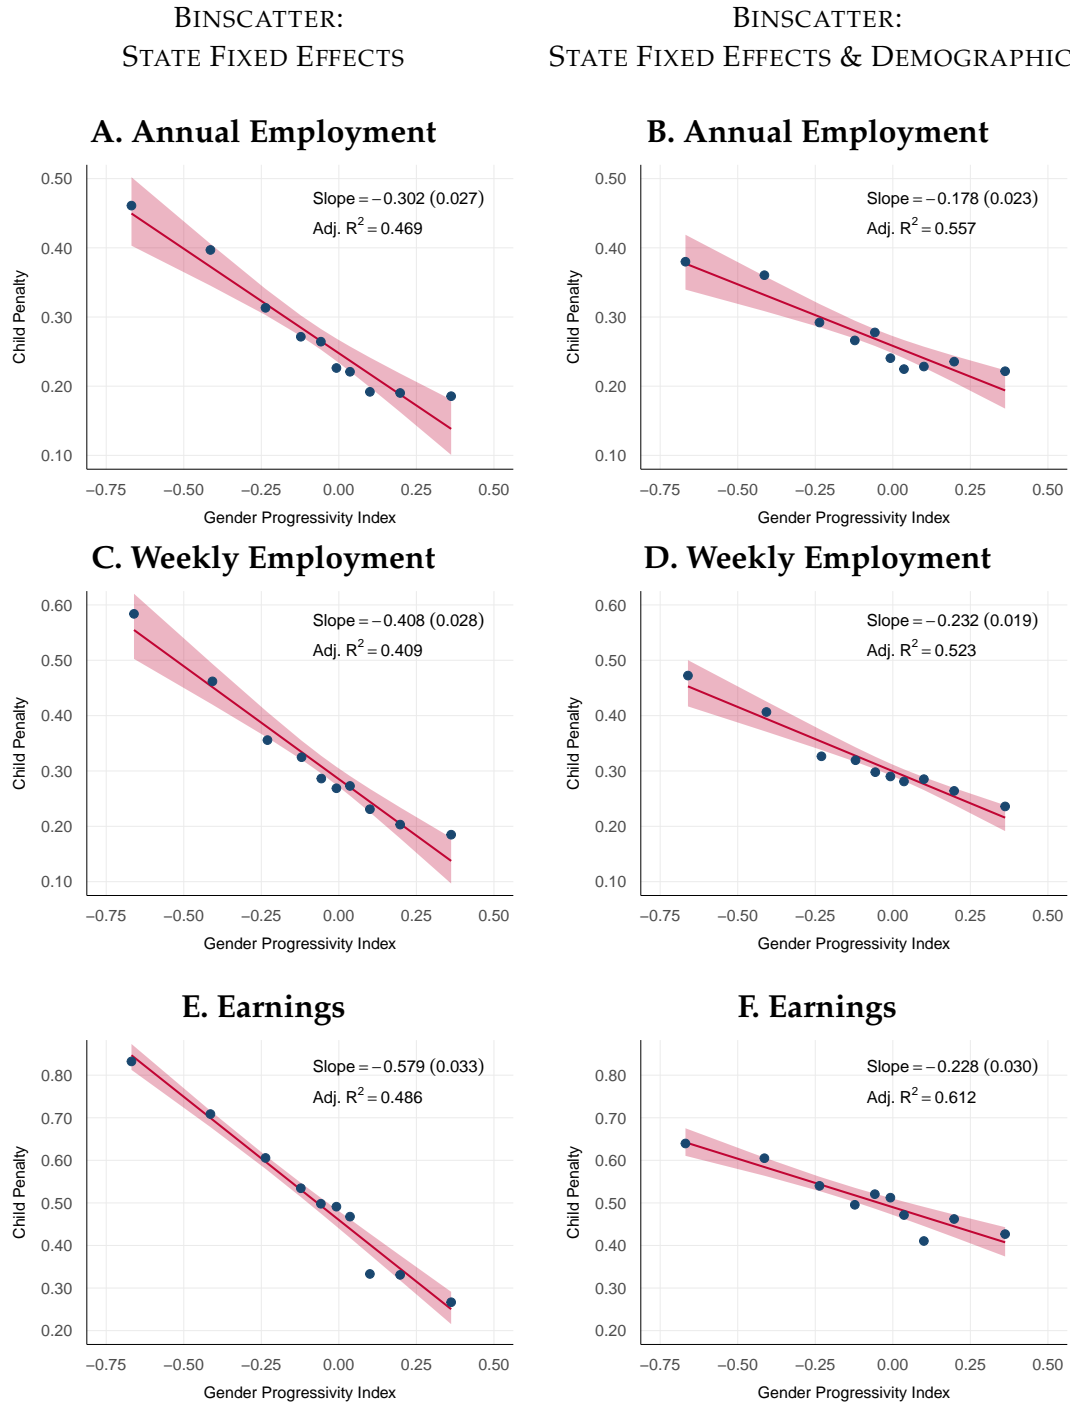 BINSCATTER:
STATE FIXED EFFECTS
BINSCATTER:
STATE FIXED EFFECTS & DEMOGRAPHIC
A. Annual Employment
Slope = −0.302 (0.027)
Adj. R² = 0.469
0.50
0.40
0.30
0.20
0.10
Child Penalty
−0.75 −0.50 −0.25 0.00 0.25 0.50
Gender Progressivity Index
B. Annual Employment
Slope = −0.178 (0.023)
Adj. R² = 0.557
0.50
0.40
0.30
0.20
0.10
Child Penalty
−0.75 −0.50 −0.25 0.00 0.25 0.50
Gender Progressivity Index
C. Weekly Employment
Slope = −0.408 (0.028)
Adj. R² = 0.409
0.60
0.50
0.40
0.30
0.20
0.10
Child Penalty
−0.75 −0.50 −0.25 0.00 0.25 0.50
Gender Progressivity Index
D. Weekly Employment
Slope = −0.232 (0.019)
Adj. R² = 0.523
0.60
0.50
0.40
0.30
0.20
0.10
Child Penalty
−0.75 −0.50 −0.25 0.00 0.25 0.50
Gender Progressivity Index
E. Earnings
Slope = −0.579 (0.033)
Adj. R² = 0.486
0.80
0.70
0.60
0.50
0.40
0.30
0.20
Child Penalty
−0.75 −0.50 −0.25 0.00 0.25 0.50
Gender Progressivity Index
F. Earnings
Slope = −0.228 (0.030)
Adj. R² = 0.612
0.80
0.70
0.60
0.50
0.40
0.30
0.20
Child Penalty
−0.75 −0.50 −0.25 0.00 0.25 0.50
Gender Progressivity Index